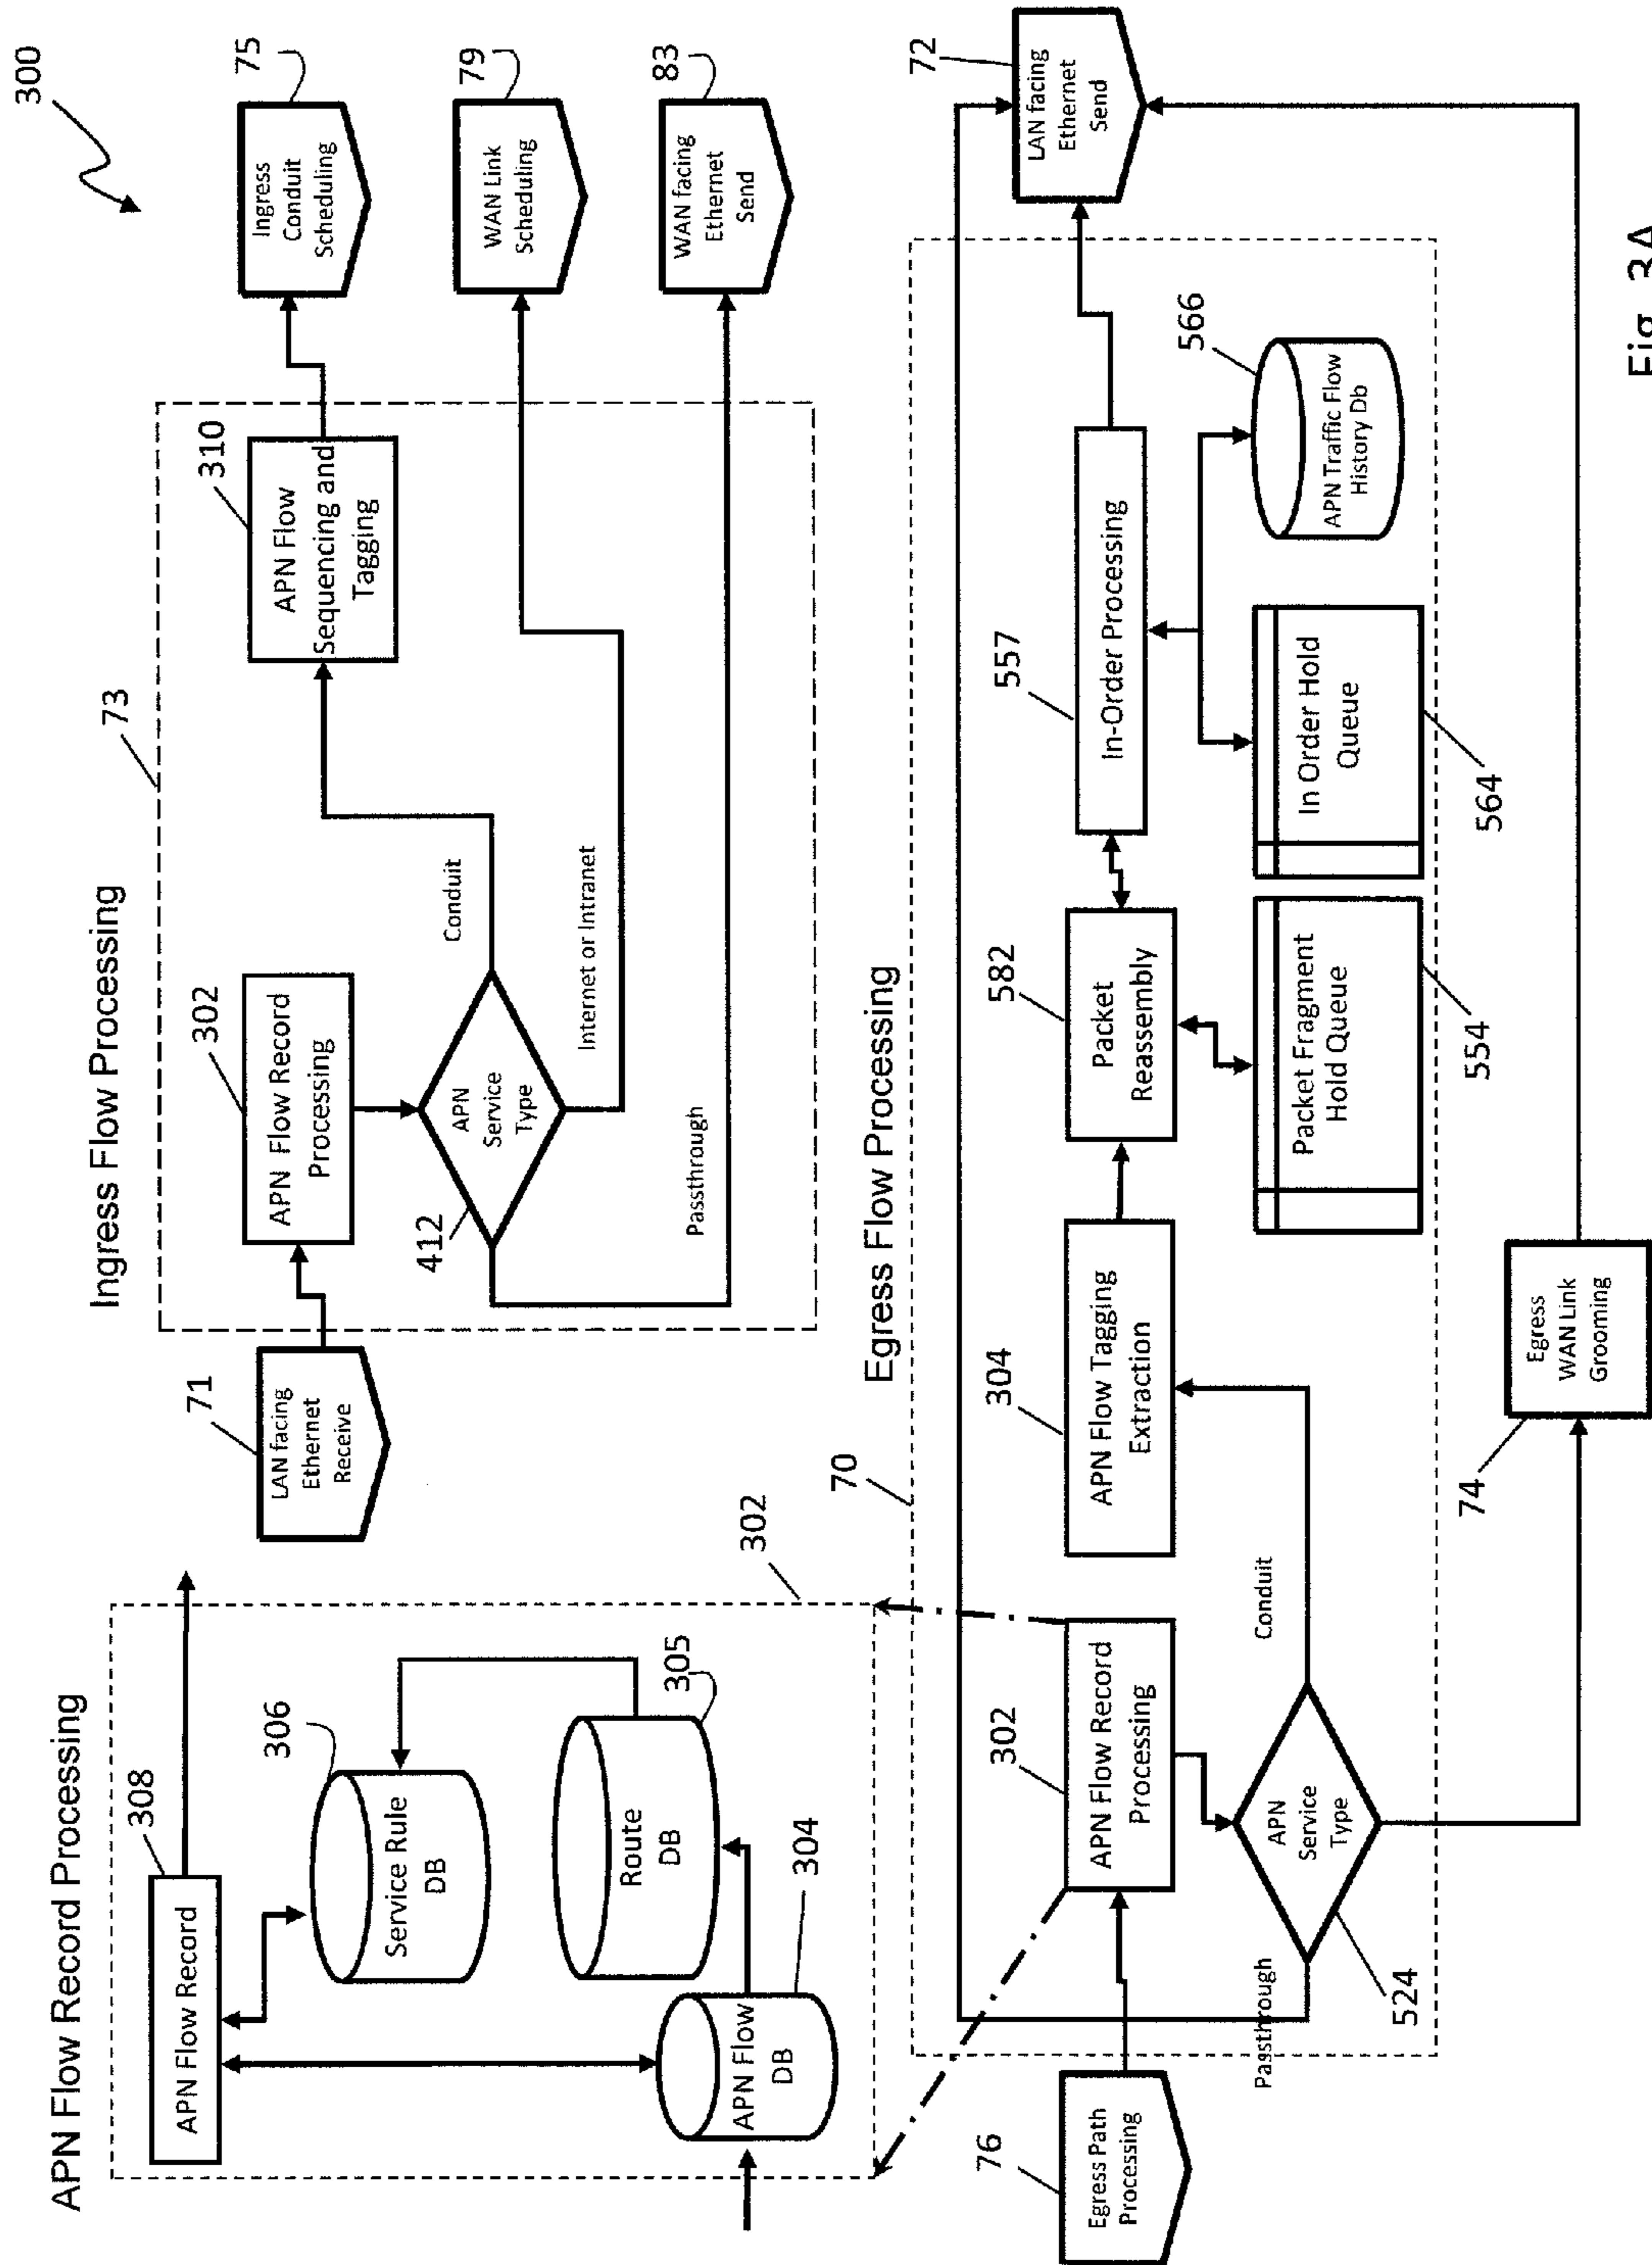 300
APN Flow Record Processing
308
APN Flow Record
306
Service Rule
DB
Route
DB
305
APN Flow
DB
304
302
Ingress Flow Processing
73
71
LAN facing
Ethernet
Receive
302
APN Flow Record
Processing
412
APN
Service
Type
Conduit
Internet or Intranet
Passthrough
310
APN Flow
Sequencing and
Tagging
Ingress
Conduit
Scheduling
75
WAN Link
Scheduling
79
WAN facing
Ethernet
Send
83
Egress Flow Processing
70
76
Egress Path
Processing
302
APN Flow Record
Processing
APN
Service
Type
524
Passthrough
Conduit
304
APN Flow Tagging
Extraction
582
Packet
Reassembly
Packet Fragment
Hold Queue
554
557
In-Order Processing
In Order Hold
Queue
564
566
APN Traffic Flow
History Db
72
LAN facing
Ethernet
Send
74
Egress
WAN Link
Grooming
Fig. 3A